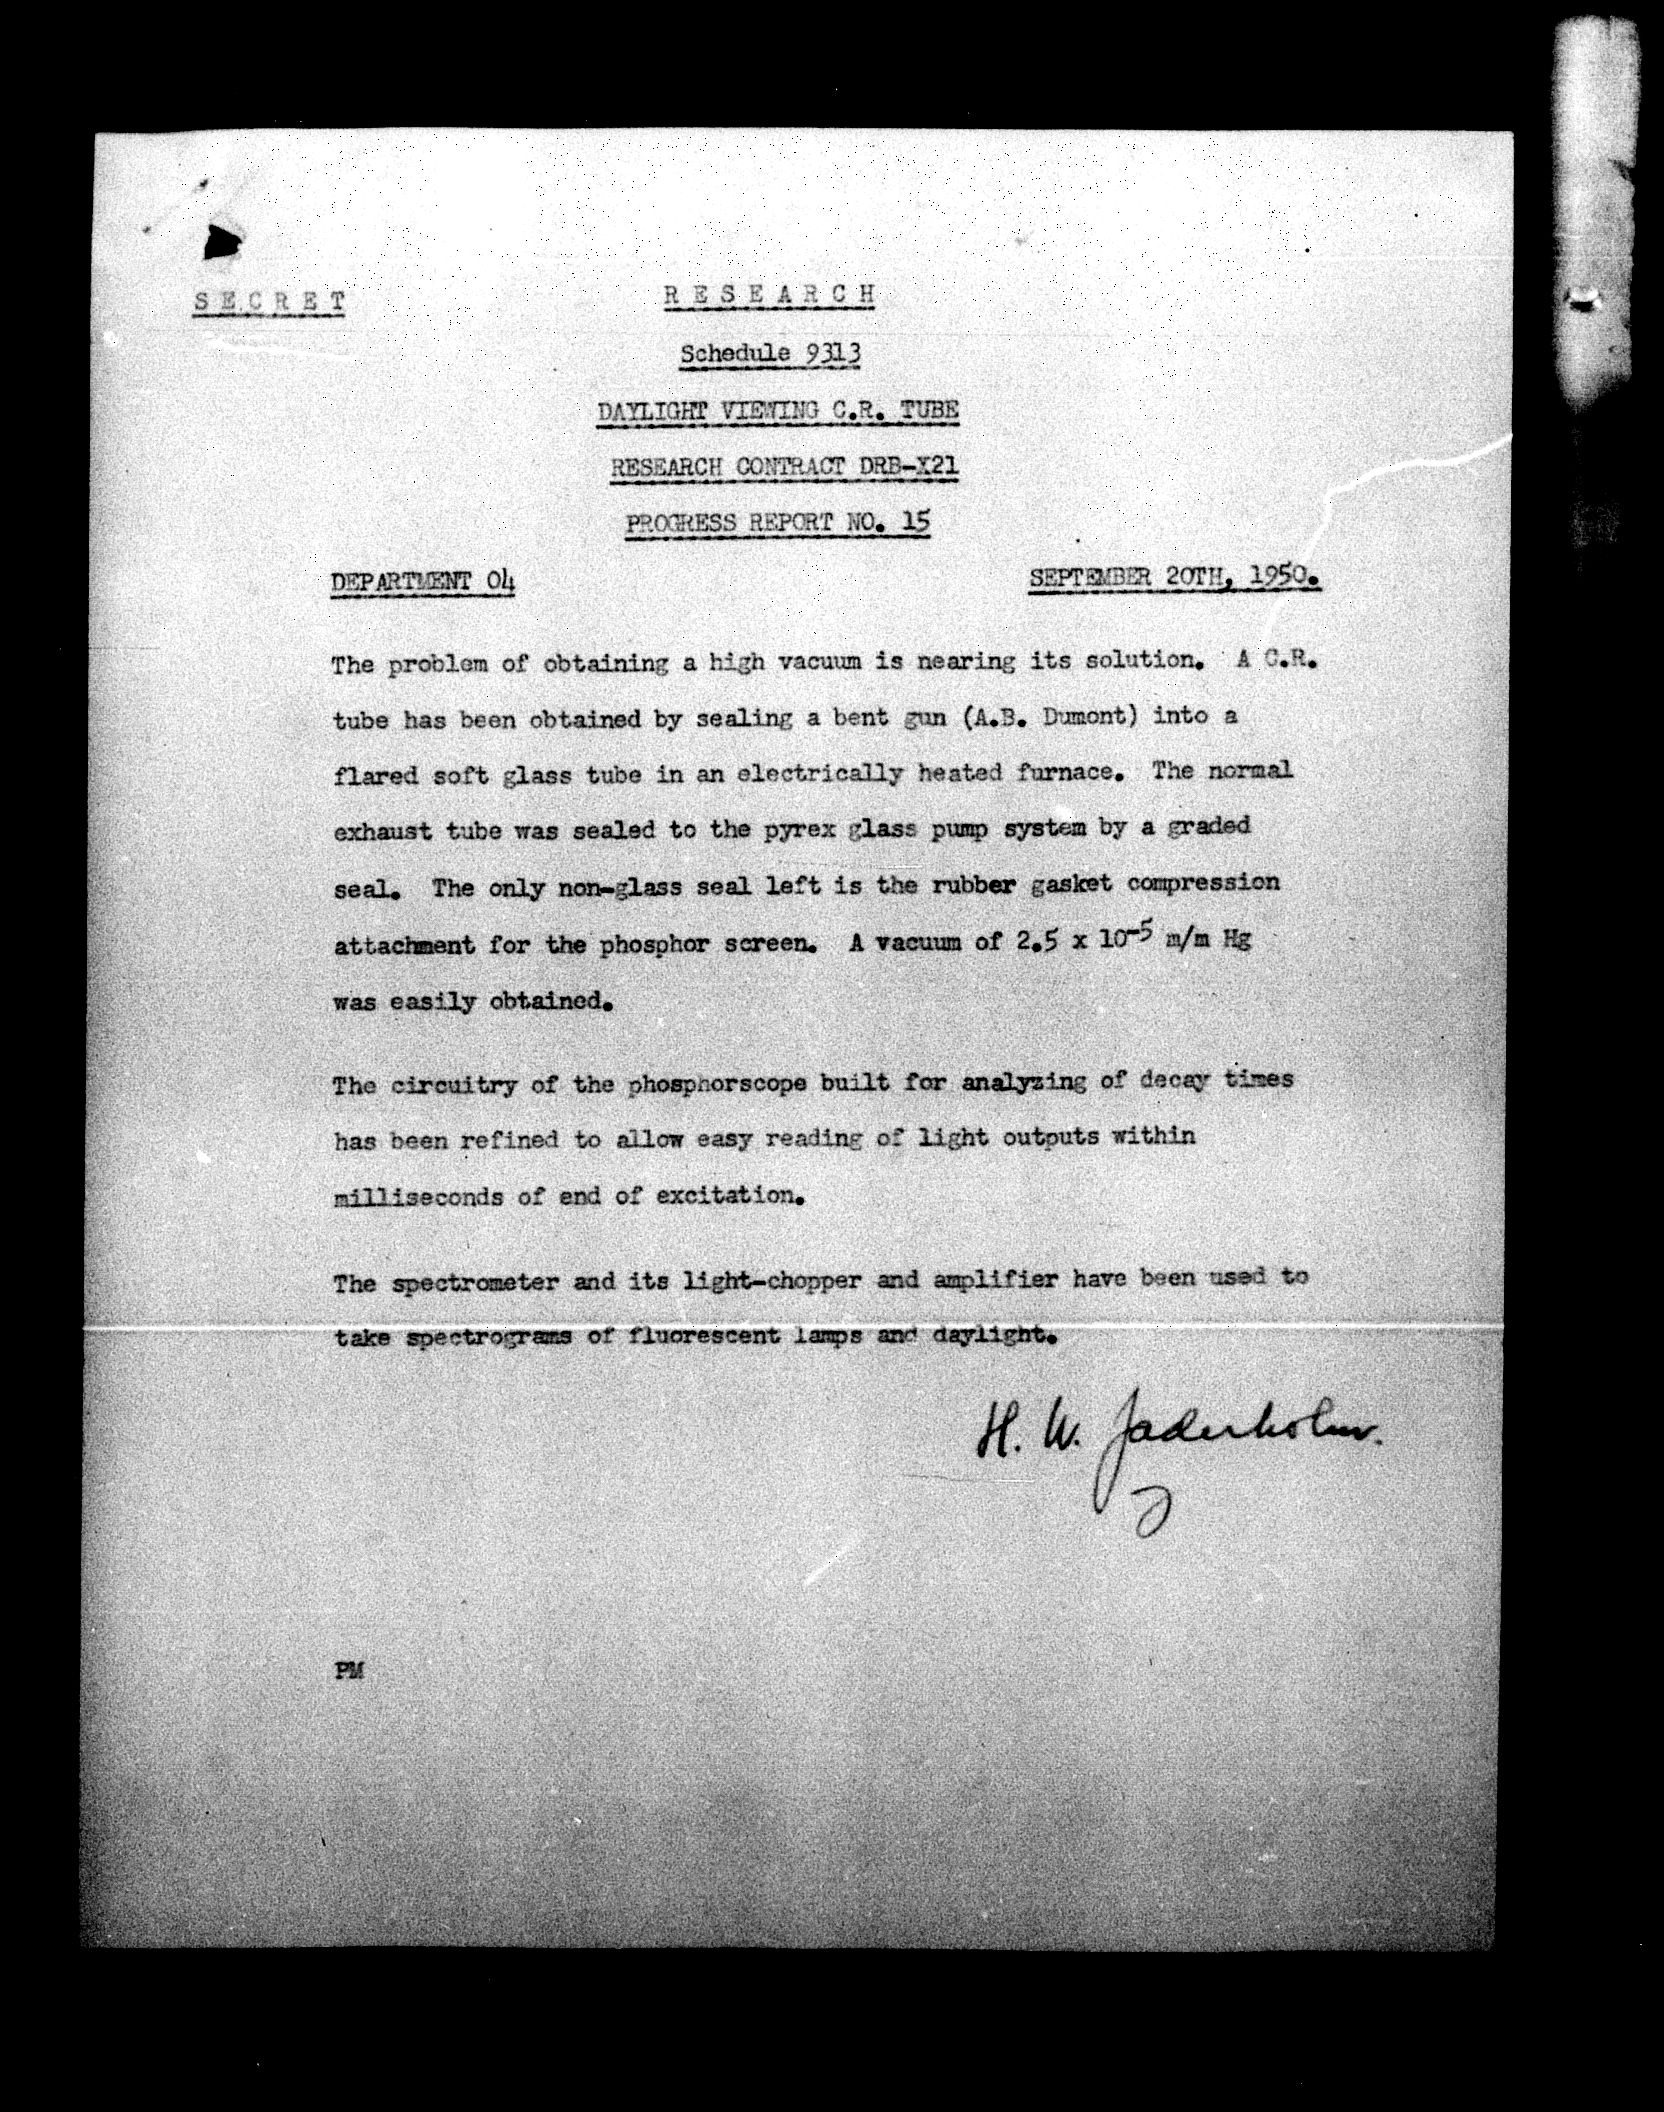 SECRET
RESEARCH
Schedule 9313
DAYLIGHT VIEWING C.R. TUBE
RESEARCH CONTRACT DRB-X21
PROGRESS REPORT NO. 15
DEPARTMENT 04 SEPTEMBER 20TH, 1950.
The problem of obtaining a high vacuum is nearing its solution. A C.R.
tube has been obtained by sealing a bent gun (A.B. Dumont) into a
flared soft glass tube in an electrically heated furnace. The normal
exhaust tube was sealed to the pyrex glass pump system by a graded
seal. The only non-glass seal left is the rubber gasket compression
attachment for the phosphor screen. A vacuum of 2.5 x 10⁻⁵ m/m Hg
was easily obtained.
The circuitry of the phosphorscope built for analyzing of decay times
has been refined to allow easy reading of light outputs within
milliseconds of end of excitation.
The spectrometer and its light-chopper and amplifier have been used to
take spectrograms of fluorescent lamps and daylight.
H. W. Jaderholm.
PM